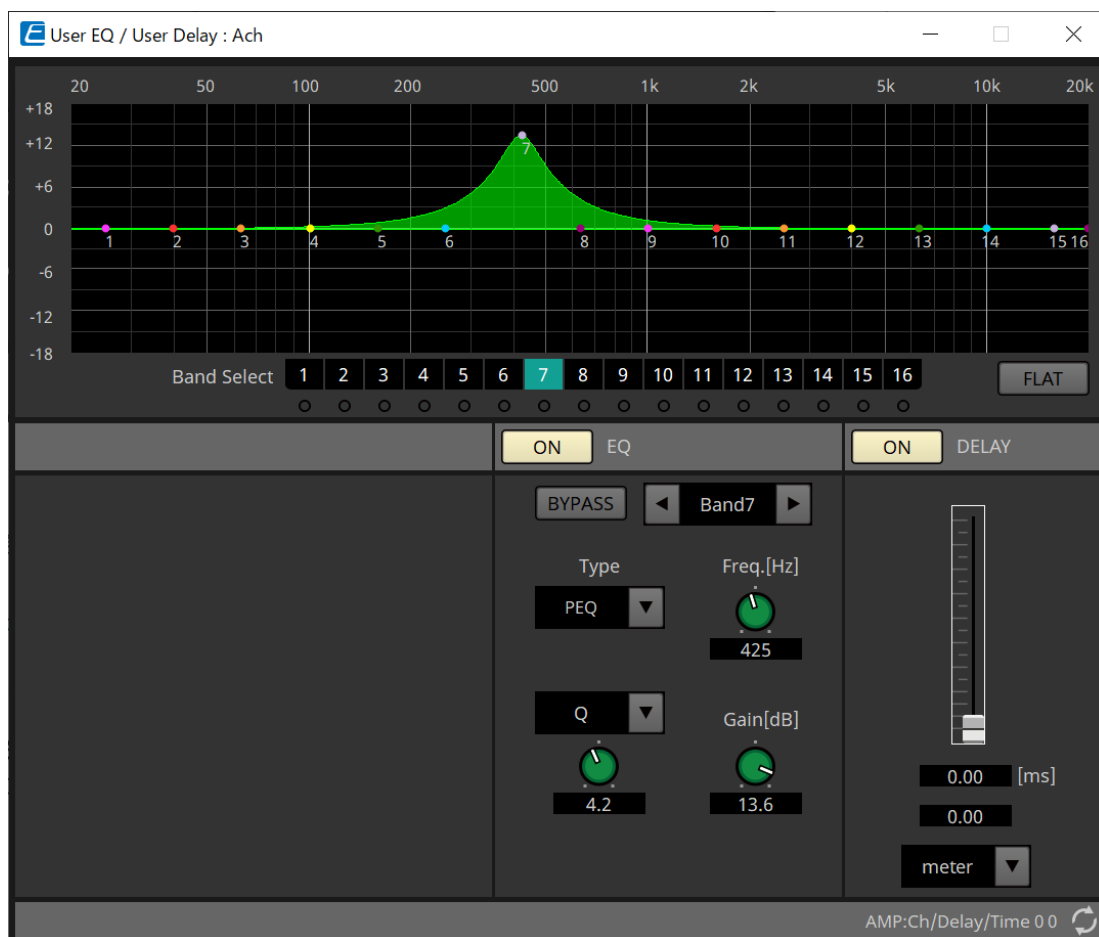 User EQ / User Delay : Ach
20 50 100 200 500 1k 2k 5k 10k 20k
+18
+12
+6
0
-6
-12
-18
7
1 2 3 4 5 6 8 9 10 11 12 13 14 15 16
Band Select 1 2 3 4 5 6 7 8 9 10 11 12 13 14 15 16 FLAT
ON EQ ON DELAY
BYPASS Band7
Type Freq.[Hz]
PEQ
425
Q Gain[dB]
4.2 13.6
0.00 [ms]
0.00
meter
AMP:Ch/Delay/Time 0 0